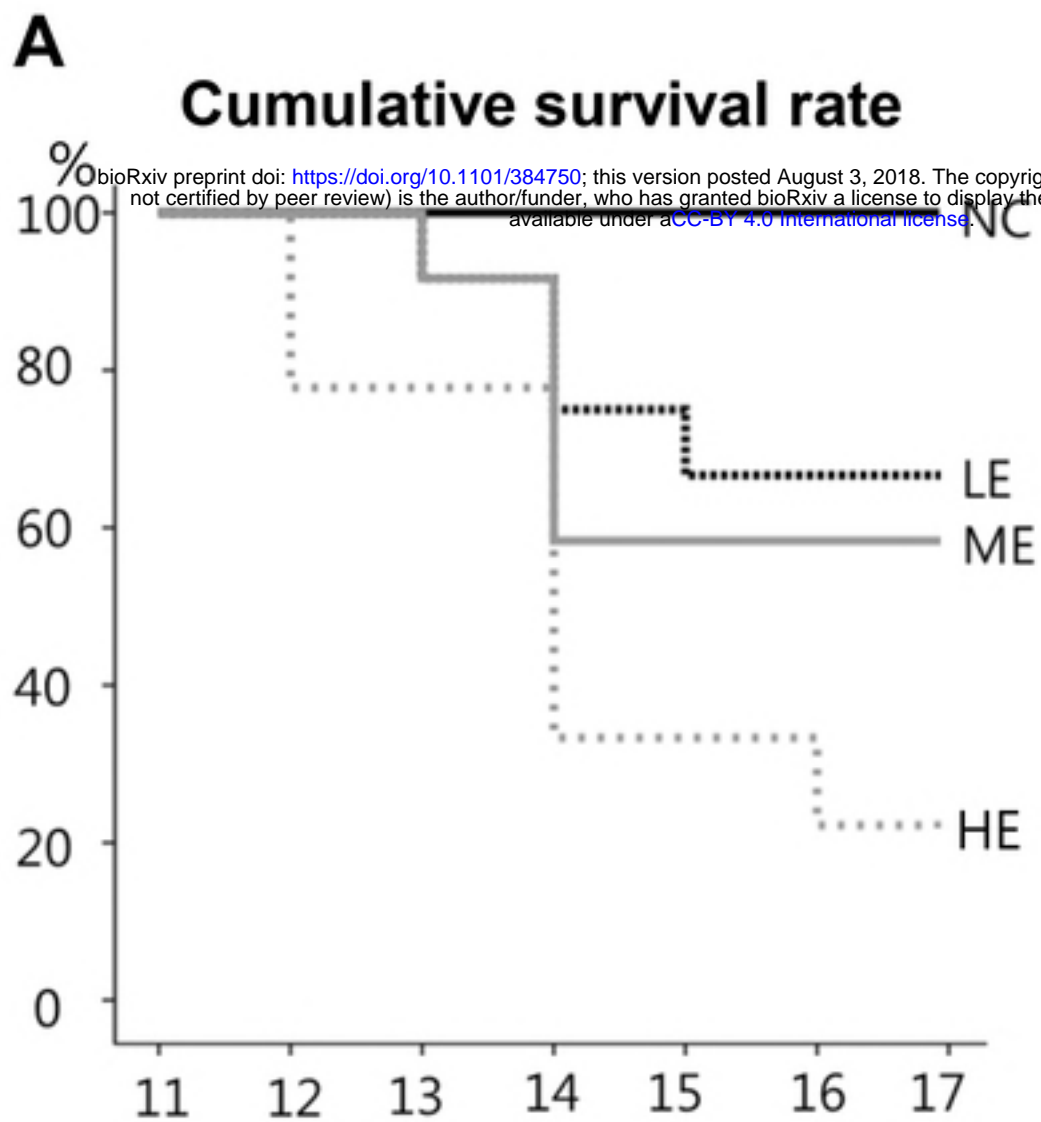 A
Cumulative survival rate
%
bioRxiv preprint doi: https://doi.org/10.1101/384750; this version posted August 3, 2018. The copyrig
not certified by peer review) is the author/funder, who has granted bioRxiv a license to display the
available under aCC-BY 4.0 International license.
100
NC
80
LE
60
ME
40
20
HE
0
11 12 13 14 15 16 17